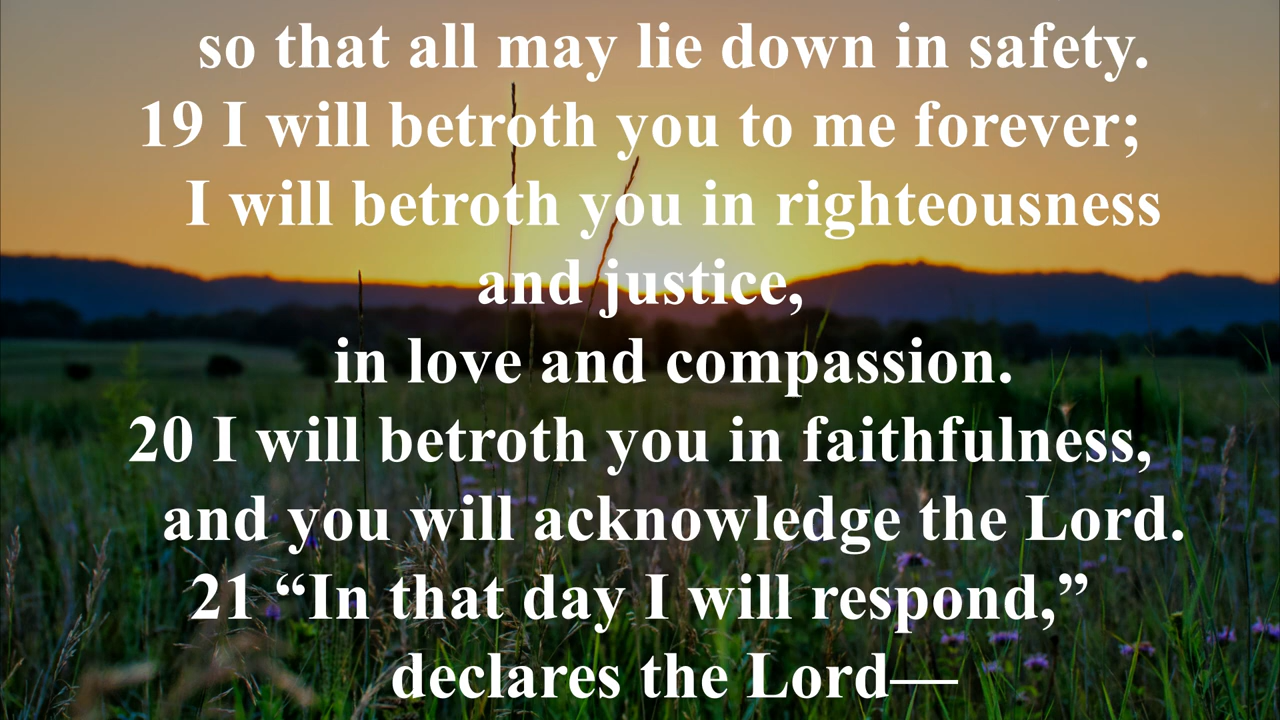 so that all may lie down in safety.
19 I will betroth you to me forever;
I will betroth you in righteousness
and justice,
in love and compassion.
20 I will betroth you in faithfulness,
and you will acknowledge the Lord.
21 “In that day I will respond,”
declares the Lord—